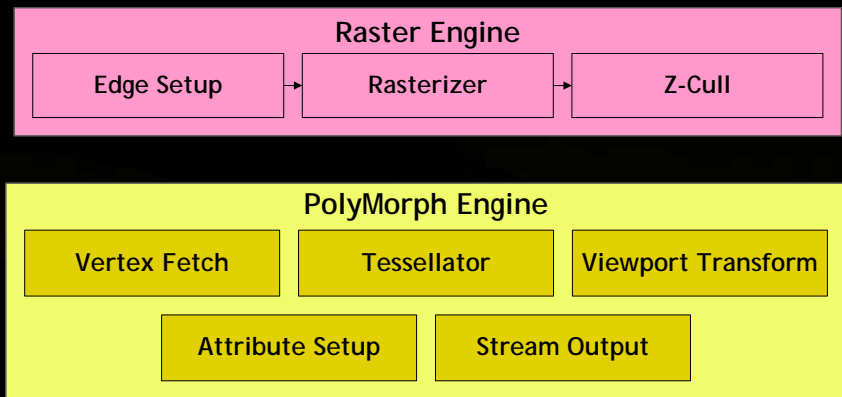 Raster Engine
Edge Setup
Rasterizer
Z-Cull
PolyMorph Engine
Vertex Fetch
Tessellator
Viewport Transform
Attribute Setup
Stream Output